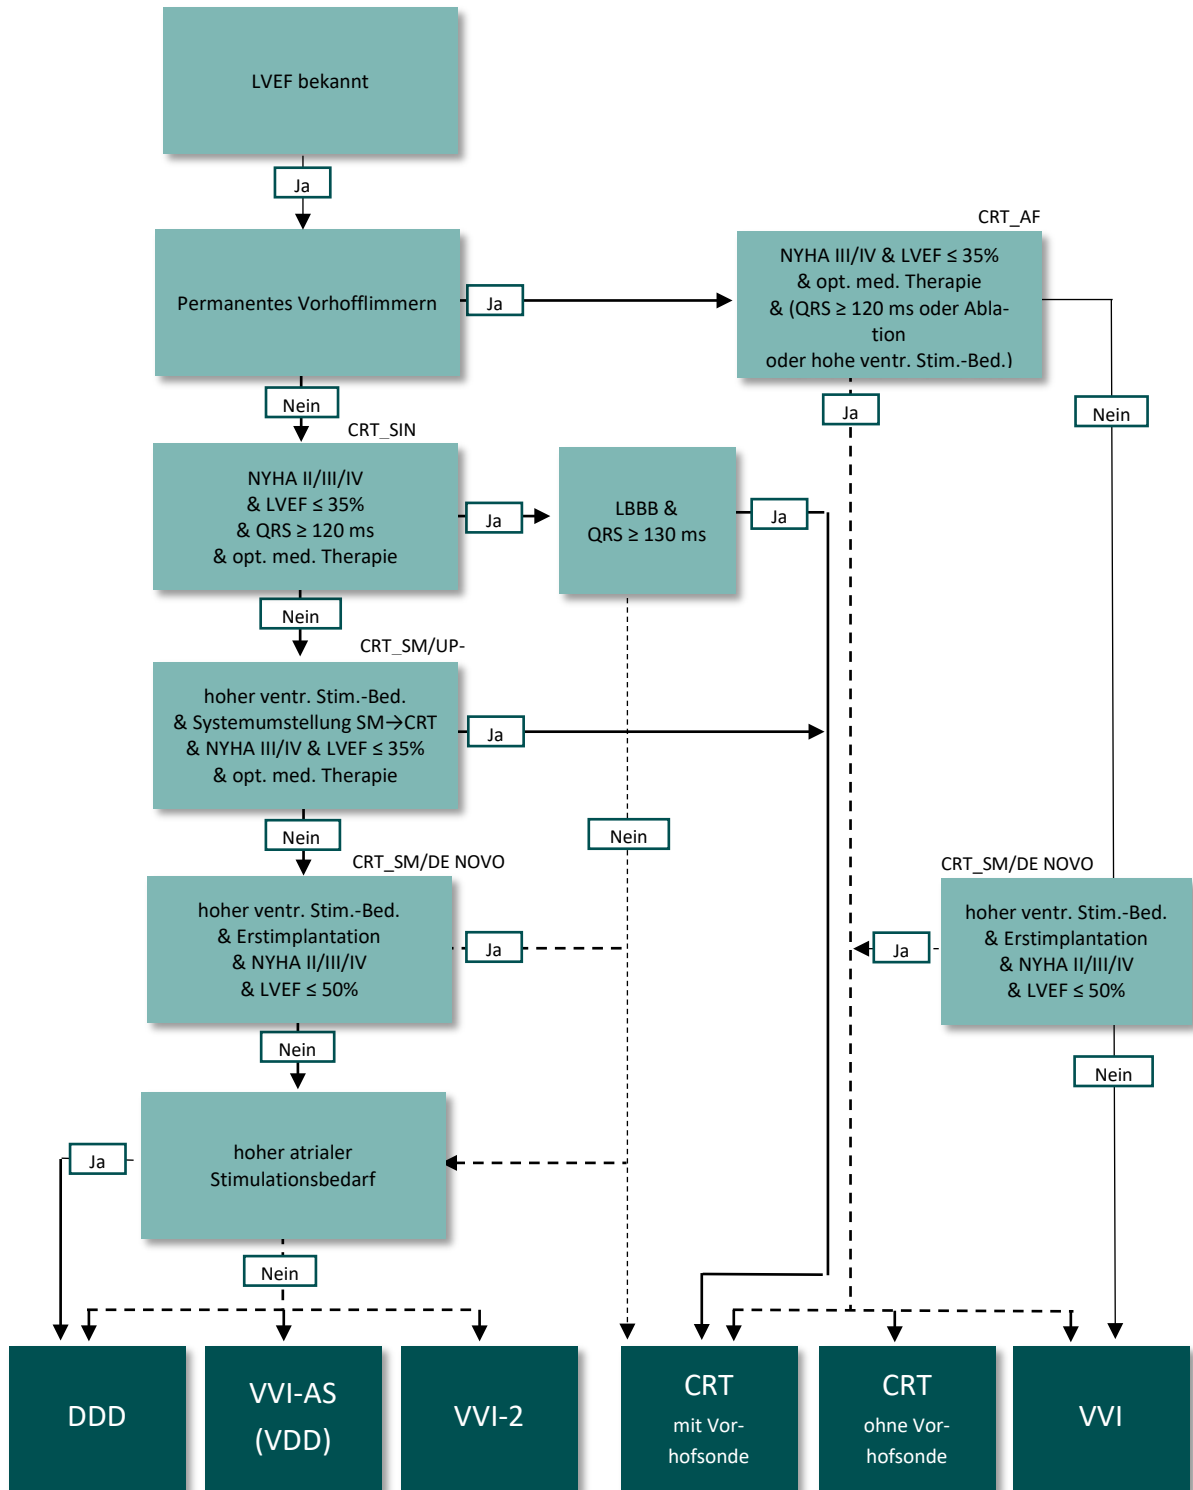 LVEF bekannt
Ja
CRT_AF
Permanentes Vorhofflimmern
Ja
NYHA III/IV & LVEF ≤ 35%
& opt. med. Therapie
& (QRS ≥ 120 ms oder Abla-
tion
oder hohe ventr. Stim.-Bed.)
Nein
Ja
Nein
CRT_SIN
NYHA II/III/IV
& LVEF ≤ 35%
& QRS ≥ 120 ms
& opt. med. Therapie
Ja
LBBB &
QRS ≥ 130 ms
Ja
Nein
CRT_SM/UP-
hoher ventr. Stim.-Bed.
& Systemumstellung SM→CRT
& NYHA III/IV & LVEF ≤ 35%
& opt. med. Therapie
Ja
Nein
Nein
CRT_SM/DE NOVO
hoher ventr. Stim.-Bed.
& Erstimplantation
& NYHA II/III/IV
& LVEF ≤ 50%
Ja
CRT_SM/DE NOVO
Ja
hoher ventr. Stim.-Bed.
& Erstimplantation
& NYHA II/III/IV
& LVEF ≤ 50%
Nein
Nein
hoher atrialer
Stimulationsbedarf
Ja
Nein
DDD
VVI-AS
(VDD)
VVI-2
CRT
mit Vor-
hofsonde
CRT
ohne Vor-
hofsonde
VVI